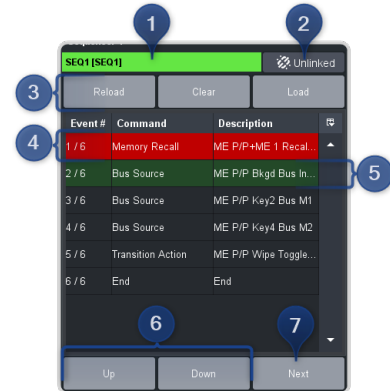 1
2
SEQ1 [SEQ1] Unlinked
3 Reload Clear Load
Event # Command Description
4 1 / 6 Memory Recall ME P/P+ME 1 Recal...
2 / 6 Bus Source ME P/P Bkgd Bus In... 5
3 / 6 Bus Source ME P/P Key2 Bus M1
4 / 6 Bus Source ME P/P Key4 Bus M2
5 / 6 Transition Action ME P/P Wipe Toggle...
6 / 6 End End
6 7
Up Down Next